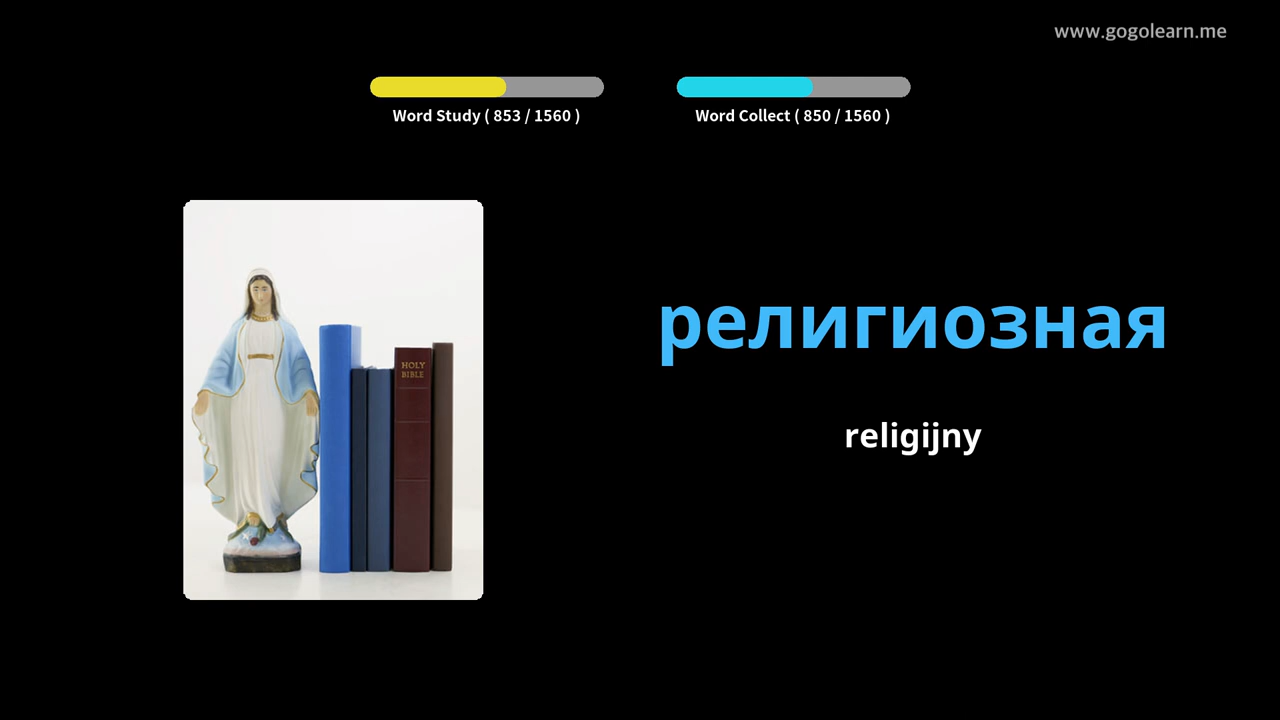 www.gogolearn.me
Word Study ( 853 / 1560 )
Word Collect ( 850 / 1560 )
HOLY
BIBLE
религиозная
religijny